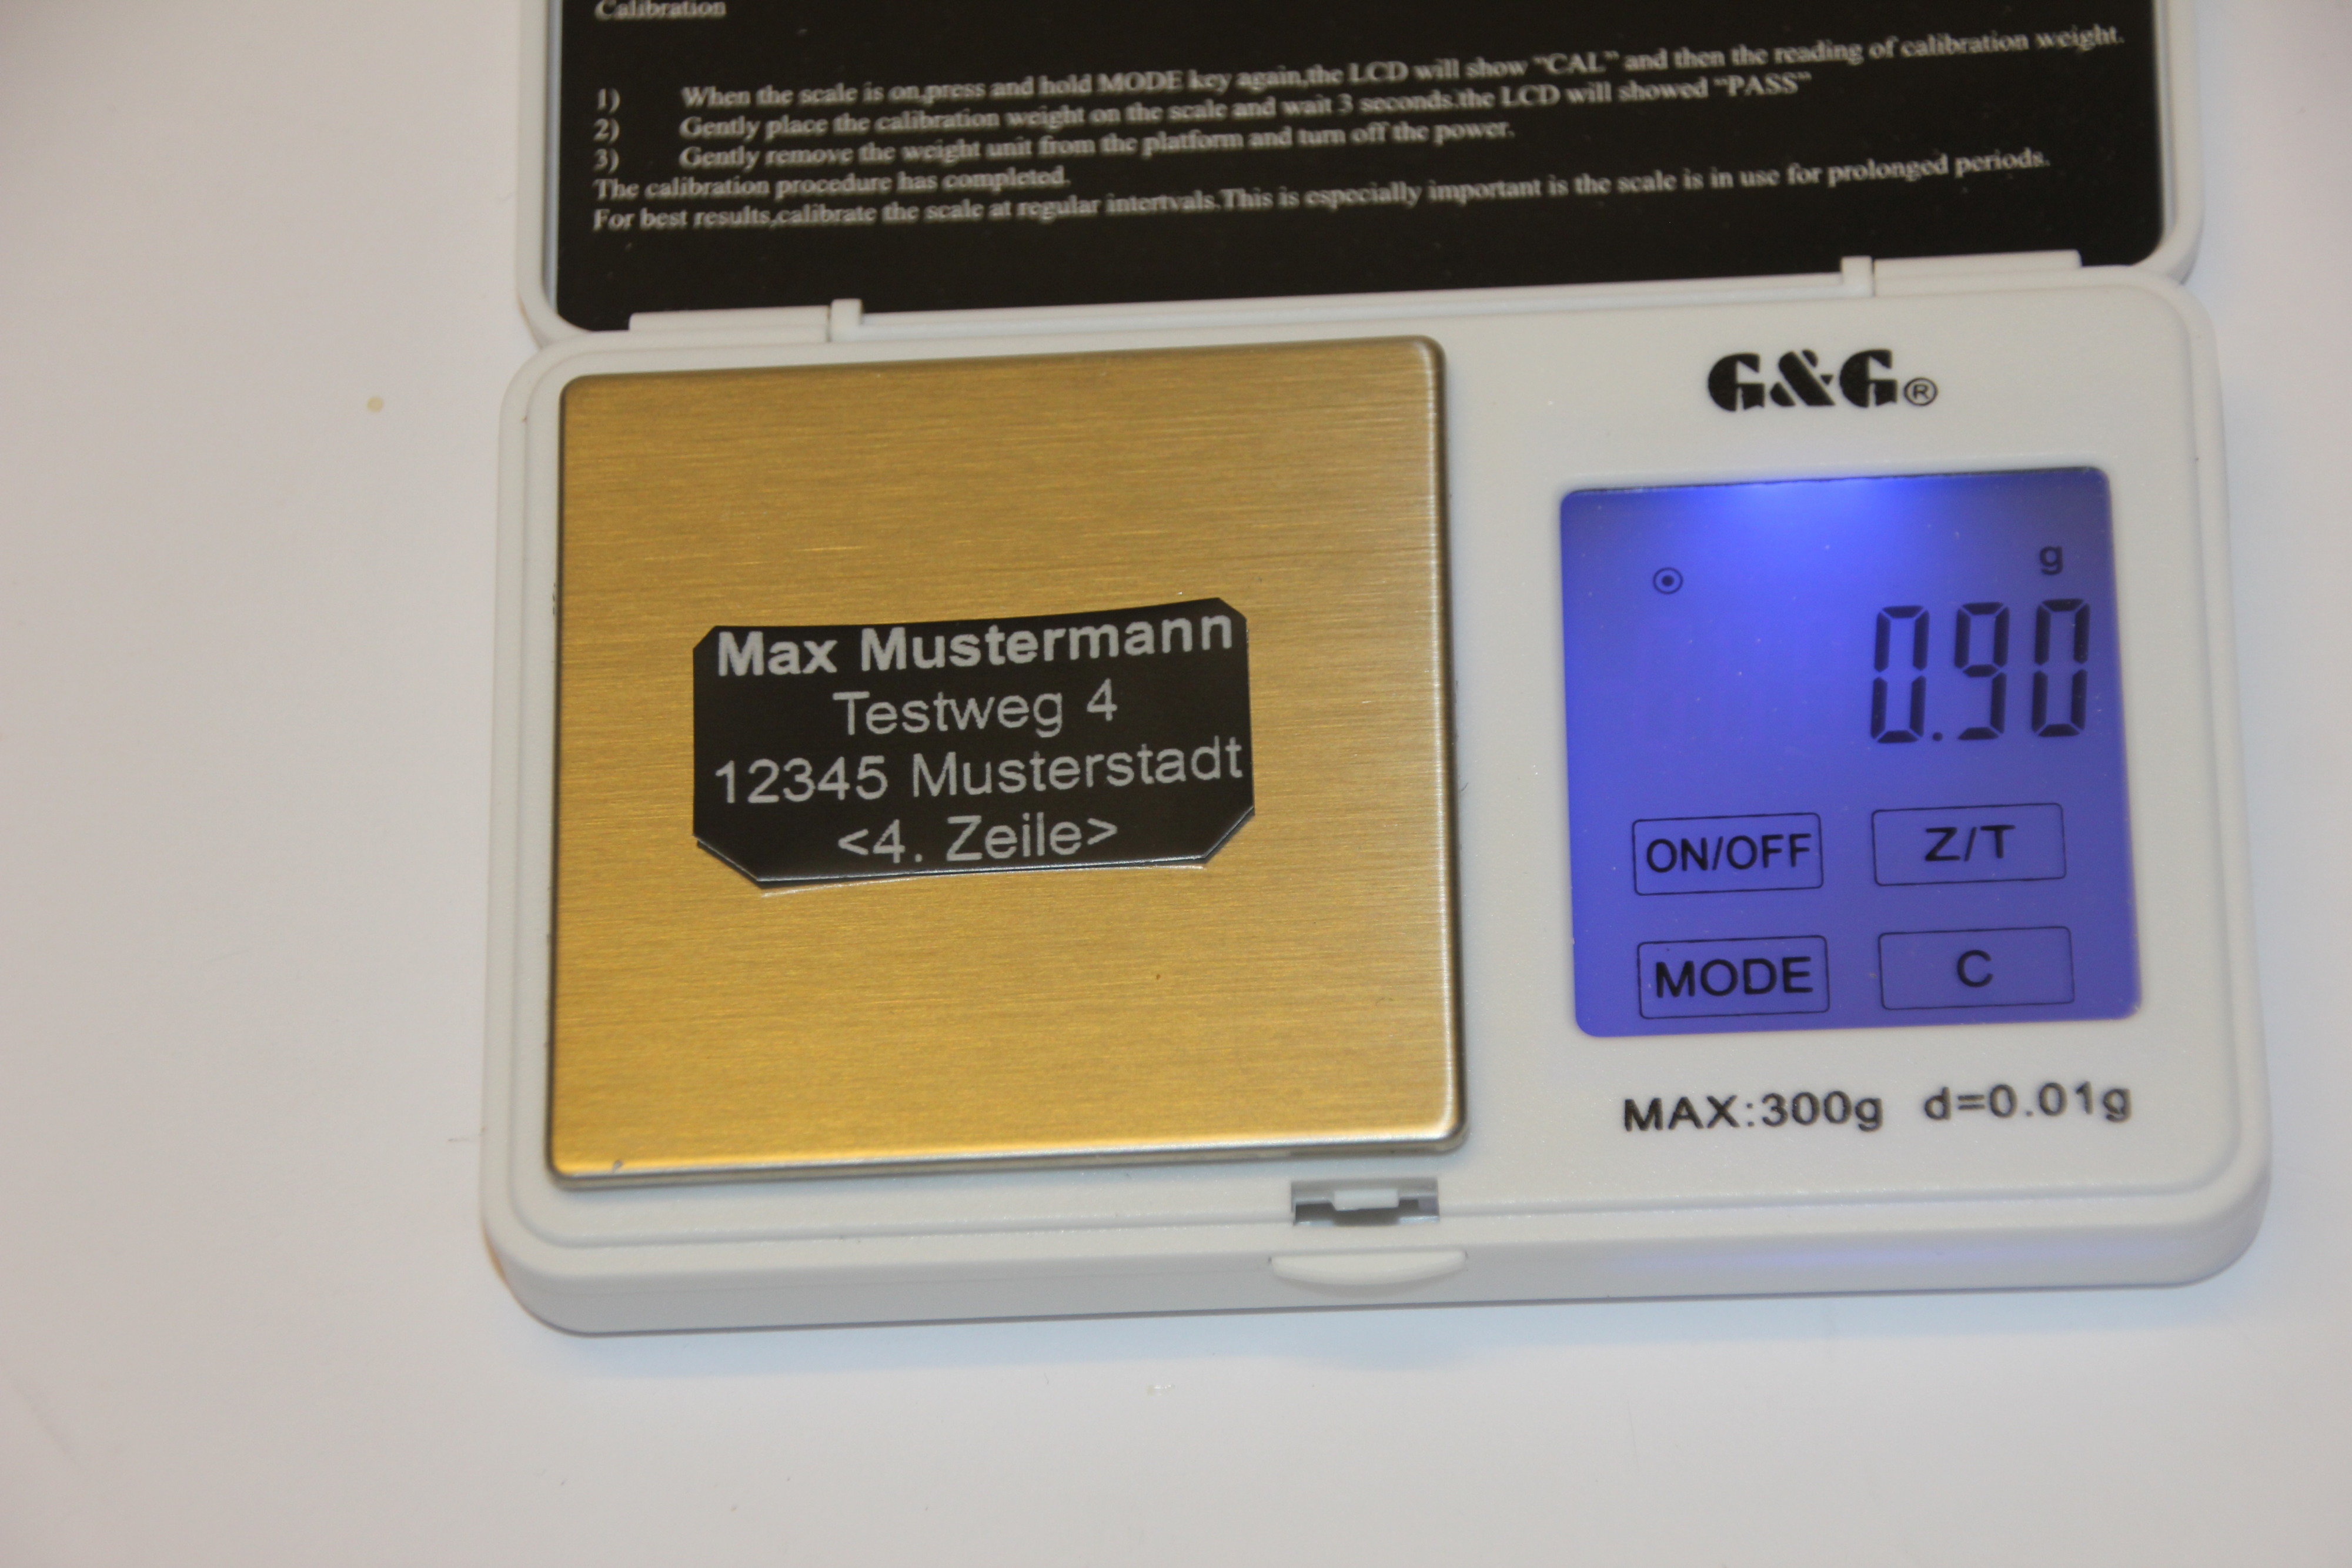 Calibration
1) When the scale is on,press and hold MODE key again,the LCD will show "CAL" and then the reading of calibration weight.
2) Gently place the calibration weight on the scale and wait 3 seconds.the LCD will showed "PASS"
3) Gently remove the weight unit from the platform and turn off the power.
The calibration procedure has completed.
For best results,calibrate the scale at regular intertvals.This is especially important is the scale is in use for prolonged periods.
G&G®
Max Mustermann
Testweg 4
12345 Musterstadt
<4. Zeile>
g
0.90
ON/OFF Z/T
MODE C
MAX:300g d=0.01g